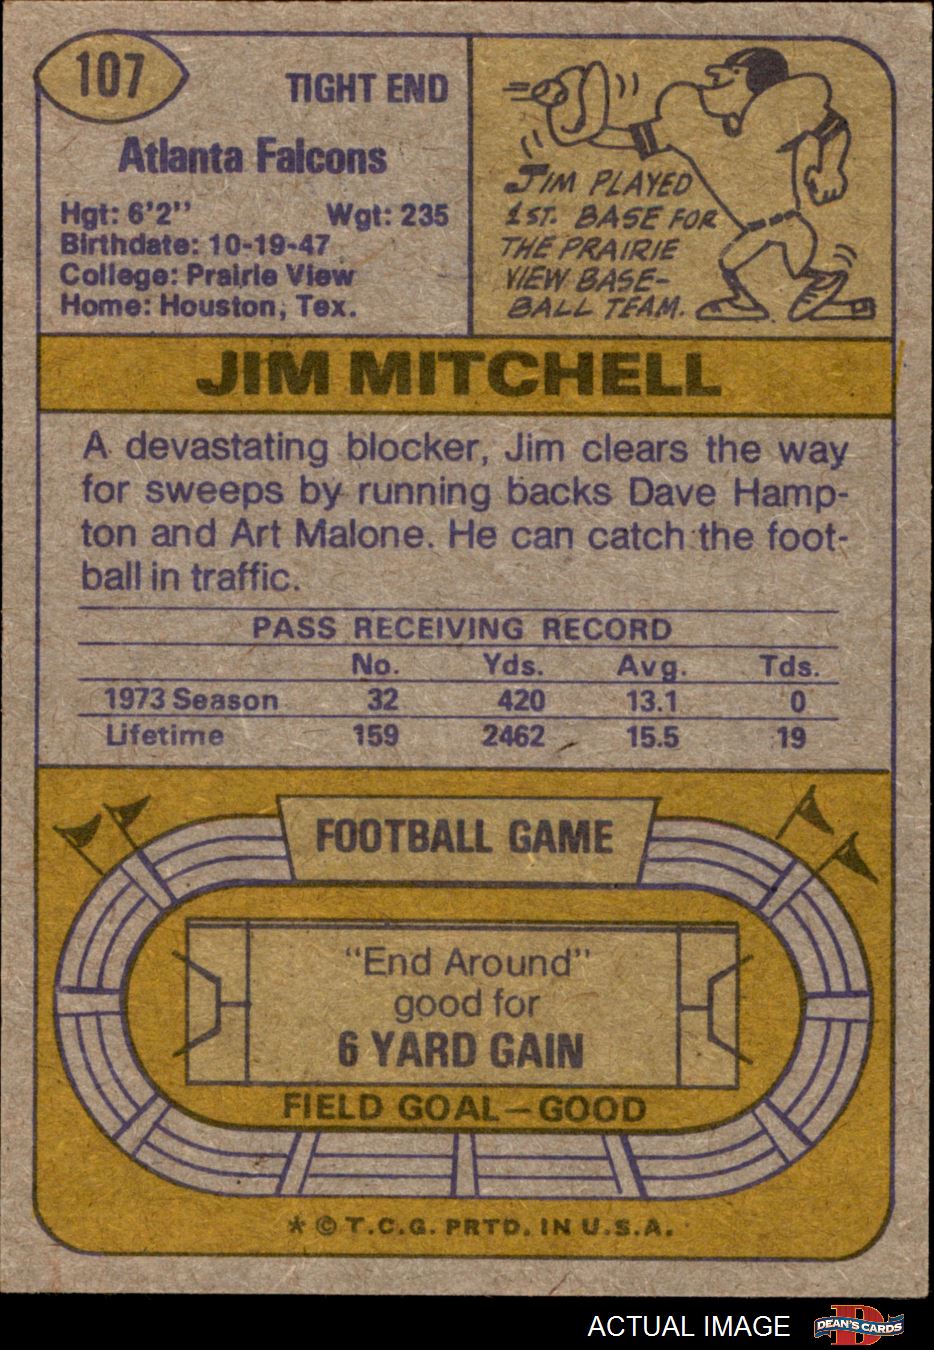 107
TIGHT END
Atlanta Falcons
Hgt: 6'2" Wgt: 235
Birthdate: 10-19-47
College: Prairie View
Home: Houston, Tex.
JIM PLAYED
1ST. BASE FOR
THE PRAIRIE
VIEW BASE-
BALL TEAM.
JIM MITCHELL
A devastating blocker, Jim clears the way
for sweeps by running backs Dave Hamp-
ton and Art Malone. He can catch the foot-
ball in traffic.
PASS RECEIVING RECORD
No. Yds. Avg. Tds.
1973 Season 32 420 13.1 0
Lifetime 159 2462 15.5 19
FOOTBALL GAME
"End Around"
good for
6 YARD GAIN
FIELD GOAL—GOOD
* © T.C.G. PRTD. IN U.S.A.
ACTUAL IMAGE
DEAN'S CARDS